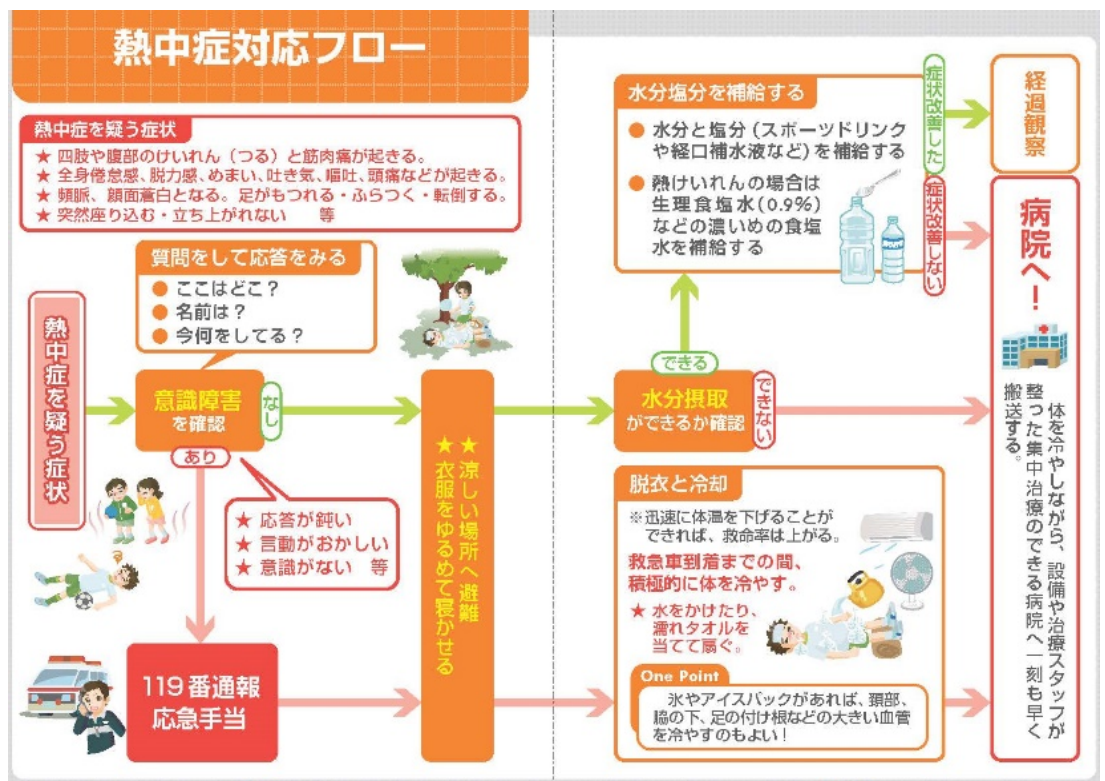 熱中症対応フロー
熱中症を疑う症状
★ 四肢や腹部のけいれん（つる）と筋肉痛が起きる。
★ 全身倦怠感、脱力感、めまい、吐き気、嘔吐、頭痛などが起きる。
★ 頻脈、顔面蒼白となる。足がもつれる・ふらつく・転倒する。
★ 突然座り込む・立ち上がれない 等
質問をして応答をみる
● ここはどこ？
● 名前は？
● 今何をしてる？
熱中症を疑う症状
意識障害
を確認
なし
あり
★ 応答が鈍い
★ 言動がおかしい
★ 意識がない 等
119番通報
応急手当
★ 涼しい場所へ避難
★ 衣服をゆるめて寝かせる
水分塩分を補給する
● 水分と塩分（スポーツドリンク
や経口補水液など）を補給する
● 熱けいれんの場合は
生理食塩水（0.9%）
などの濃いめの食塩
水を補給する
症状改善した
症状改善しない
経過観察
できる
水分摂取
ができるか確認
できない
脱衣と冷却
※迅速に体温を下げることが
できれば、救命率は上がる。
救急車到着までの間、
積極的に体を冷やす。
★ 水をかけたり、
濡れタオルを
当てて扇ぐ。
One Point
氷やアイスパックがあれば、頚部、
脇の下、足の付け根などの大きい血管
を冷やすのもよい！
病院へ！
体を冷やしながら、設備や治療スタッフが
整った集中治療のできる病院へ一刻も早く
搬送する。